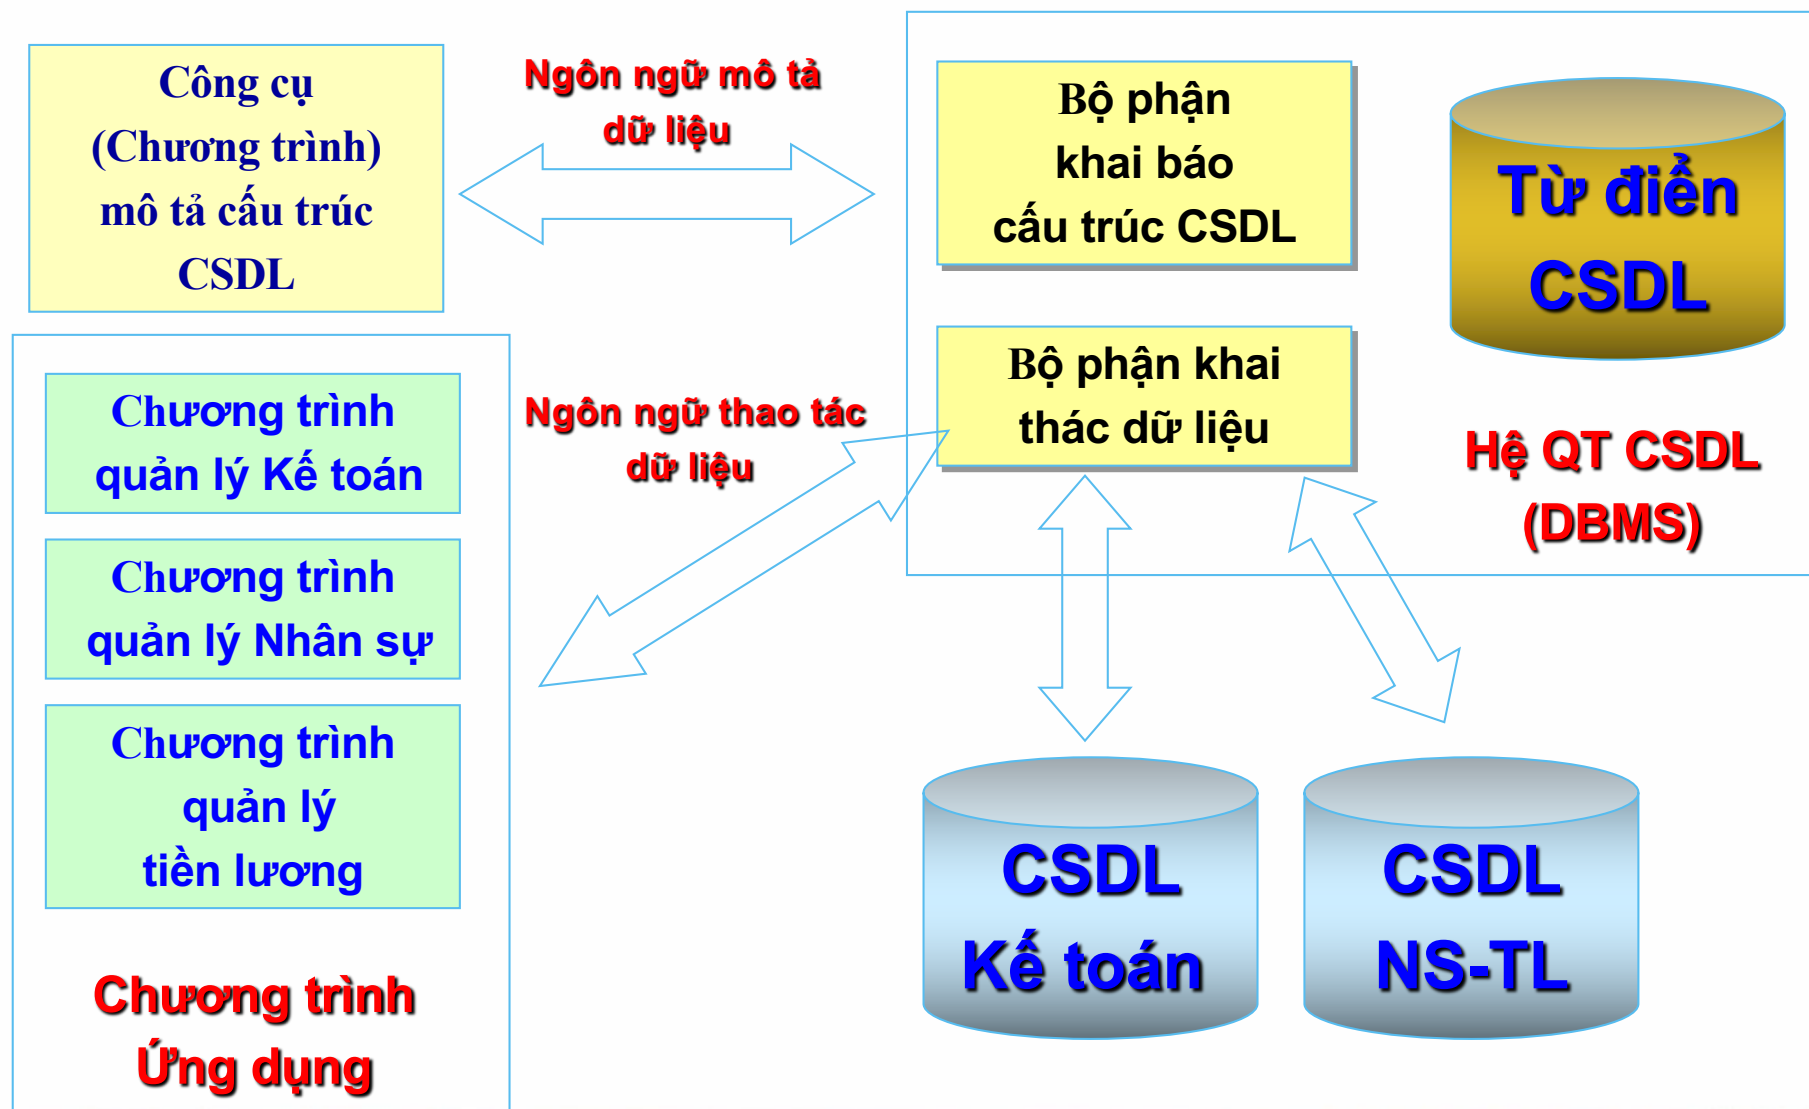 Công cụ
(Chương trình)
mô tả cấu trúc
CSDL
Ngôn ngữ mô tả
dữ liệu
Bộ phận
khai báo
cấu trúc CSDL
Từ điển
CSDL
Bộ phận khai
thác dữ liệu
Hệ QT CSDL
(DBMS)
Ngôn ngữ thao tác
dữ liệu
Chương trình
quản lý Kế toán
Chương trình
quản lý Nhân sự
Chương trình
quản lý
tiền lương
Chương trình
Ứng dụng
CSDL
Kế toán
CSDL
NS-TL